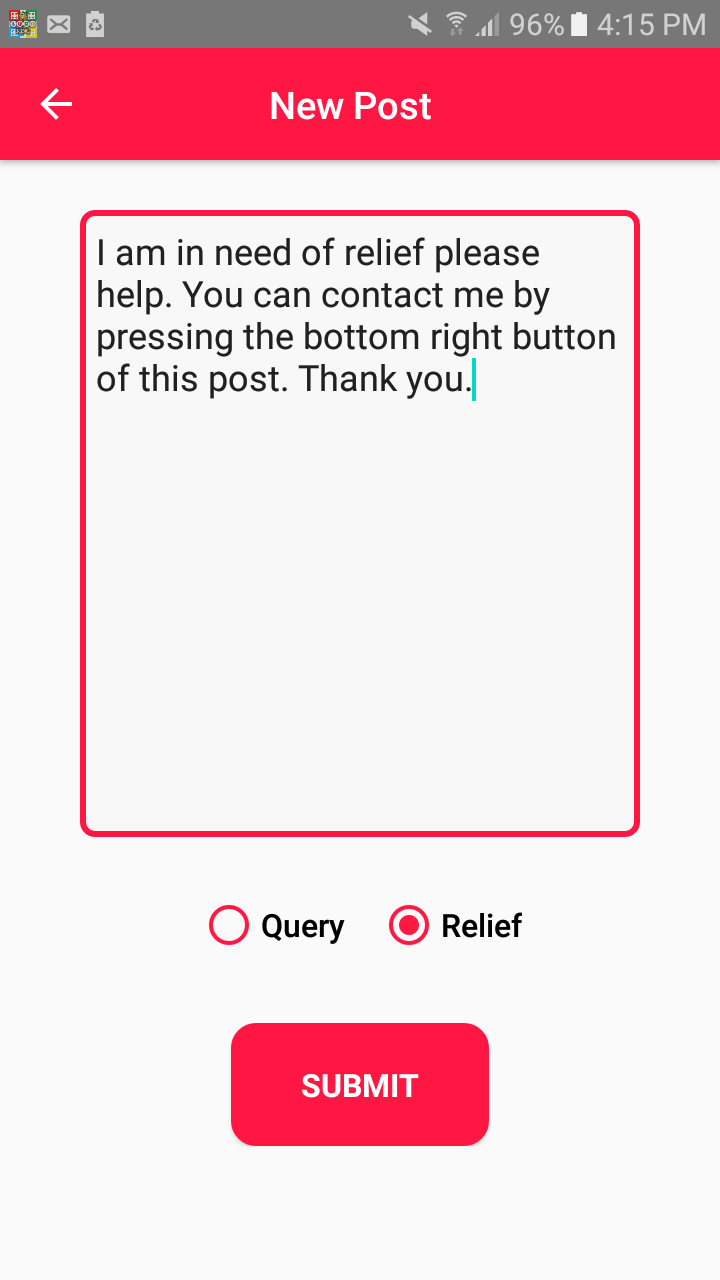 96% 4:15 PM
New Post
I am in need of relief please
help. You can contact me by
pressing the bottom right button
of this post. Thank you.
Query Relief
SUBMIT